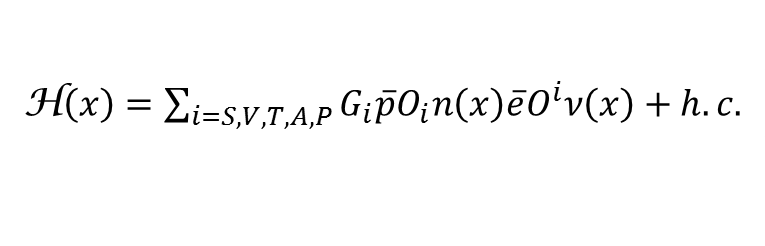 ℋ(x) = ∑_{i=S,V,T,A,P} G_i p̄O_i n(x)ēO^i ν(x) + h.c.